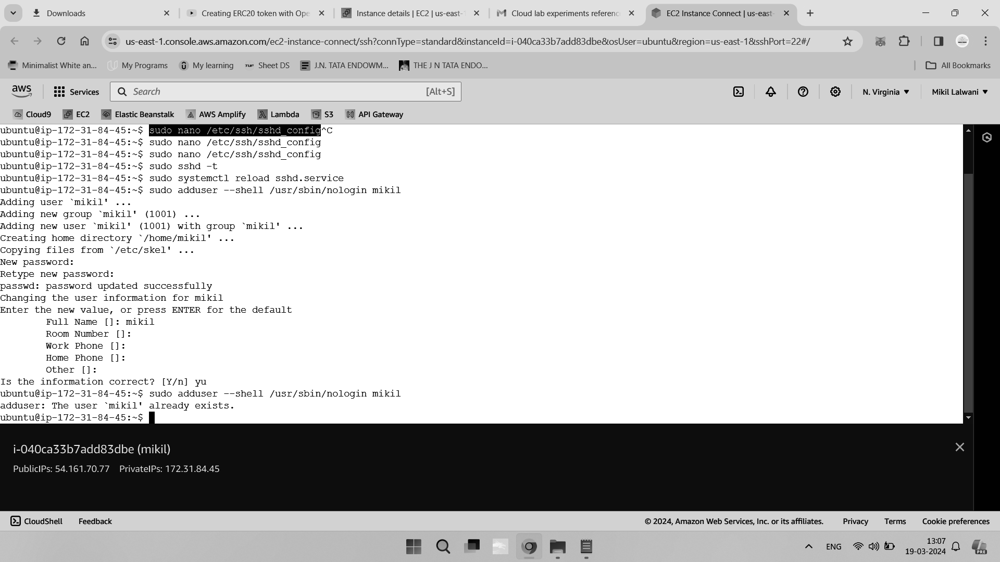 Downloads
Creating ERC20 token with Ope
Instance details | EC2 | us-east-1
Cloud lab experiments reference
EC2 Instance Connect | us-east-
us-east-1.console.aws.amazon.com/ec2-instance-connect/ssh?connType=standard&instanceId=i-040ca33b7add83dbe&osUser=ubuntu&region=us-east-1&sshPort=22#/
Minimalist White an...
My Programs
My learning
TUF
Sheet DS
J.N. TATA ENDOWM...
THE J N TATA ENDO...
All Bookmarks
aws
Services
Search
[Alt+S]
N. Virginia
Mikil Lalwani
Cloud9
EC2
Elastic Beanstalk
AWS Amplify
Lambda
S3
API Gateway
ubuntu@ip-172-31-84-45:~$ sudo nano /etc/ssh/sshd_config^C
ubuntu@ip-172-31-84-45:~$ sudo nano /etc/ssh/sshd_config
ubuntu@ip-172-31-84-45:~$ sudo nano /etc/ssh/sshd_config
ubuntu@ip-172-31-84-45:~$ sudo sshd -t
ubuntu@ip-172-31-84-45:~$ sudo systemctl reload sshd.service
ubuntu@ip-172-31-84-45:~$ sudo adduser --shell /usr/sbin/nologin mikil
Adding user `mikil' ...
Adding new group `mikil' (1001) ...
Adding new user `mikil' (1001) with group `mikil' ...
Creating home directory `/home/mikil' ...
Copying files from `/etc/skel' ...
New password:
Retype new password:
passwd: password updated successfully
Changing the user information for mikil
Enter the new value, or press ENTER for the default
Full Name []: mikil
Room Number []:
Work Phone []:
Home Phone []:
Other []:
Is the information correct? [Y/n] yu
ubuntu@ip-172-31-84-45:~$ sudo adduser --shell /usr/sbin/nologin mikil
adduser: The user `mikil' already exists.
ubuntu@ip-172-31-84-45:~$
i-040ca33b7add83dbe (mikil)
PublicIPs: 54.161.70.77 PrivateIPs: 172.31.84.45
CloudShell
Feedback
© 2024, Amazon Web Services, Inc. or its affiliates.
Privacy
Terms
Cookie preferences
ENG
13:07
19-03-2024
PRE